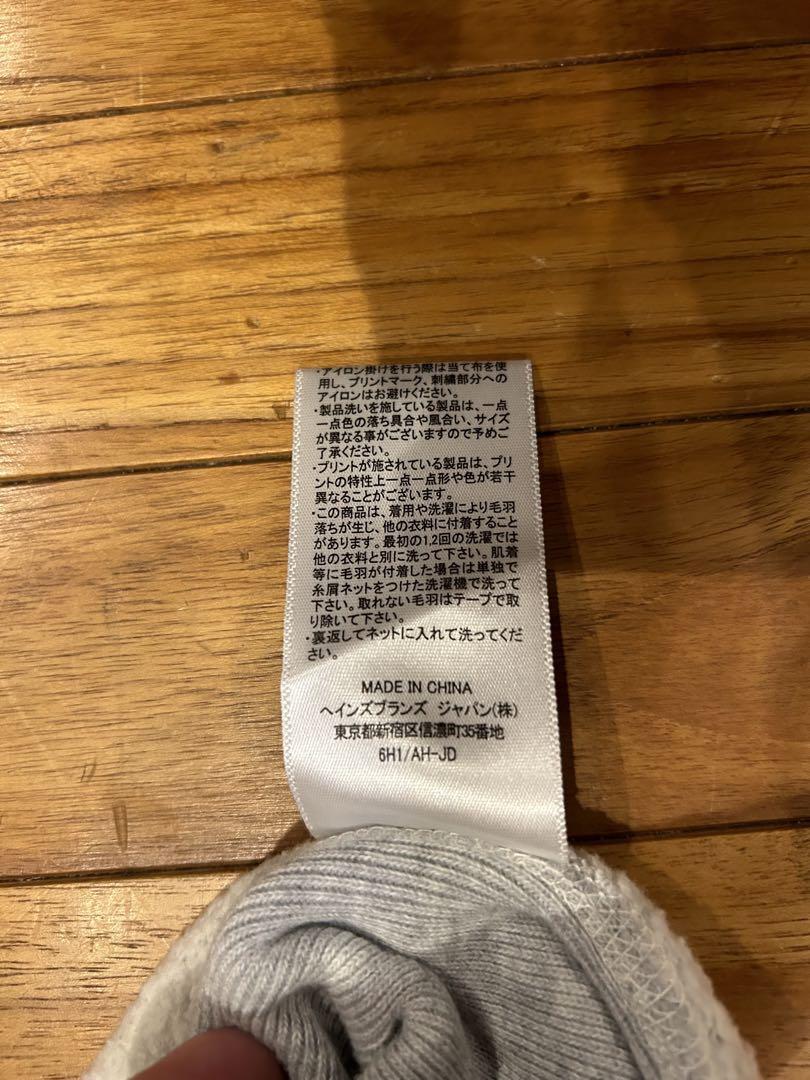 ・アイロン掛けを行う際は当て布を使
用し、プリントマーク、刺繍部分への
アイロンはお避けください。
・製品洗いを施している製品は、一点
一点色の落ち具合や風合い、サイズ
が異なる事がございますので予めご
了承ください。
・プリントが施されている製品は、プリ
ントの特性上一点一点形や色が若干
異なることがございます。
・この商品は、着用や洗濯により毛羽
落ちが生じ、他の衣料に付着すること
があります。最初の1,2回の洗濯では
他の衣料と別に洗って下さい。肌着
等に毛羽が付着した場合は単独で
糸屑ネットをつけた洗濯機で洗って
下さい。取れない毛羽はテープで取
り除いて下さい。
・裏返してネットに入れて洗ってくだ
さい。
MADE IN CHINA
ヘインズブランズ ジャパン(株)
東京都新宿区信濃町35番地
6H1/AH-JD